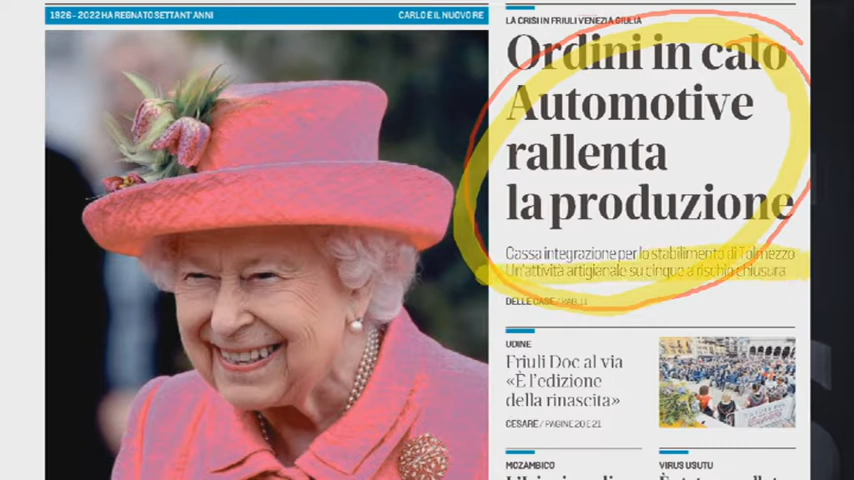 1926 - 2022 HA REGNATO SETTANT'ANNI
CARLO È IL NUOVO RE
LA CRISI IN FRIULI VENEZIA GIULIA
Ordini in calo
Automotive
rallenta
la produzione
Cassa integrazione per lo stabilimento di Tolmezzo
Un'attività artigianale su cinque a rischio chiusura
DELLE CASE /
UDINE
Friuli Doc al via
«È l'edizione
della rinascita»
CESARE / PAGINE 20 E 21
MOZAMBICO
VIRUS USUTU